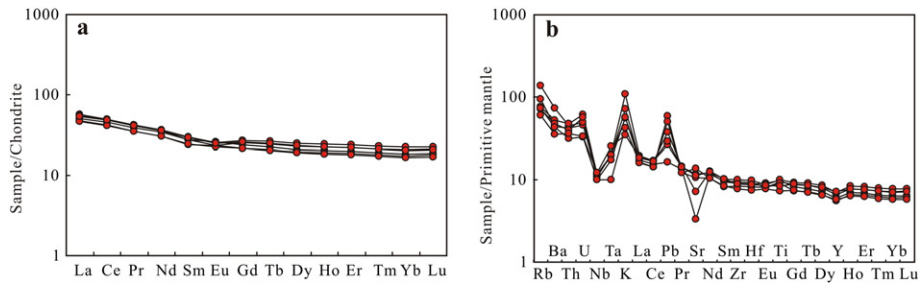 a
1000
100
10
1
Sample/Chondrite
La Ce Pr Nd Sm Eu Gd Tb Dy Ho Er Tm Yb Lu
b
1000
100
10
1
Sample/Primitive mantle
Ba U Ta La Pb Sr Sm Hf Ti Tb Y Er Yb
Rb Th Nb K Ce Pr Nd Zr Eu Gd Dy Ho Tm Lu